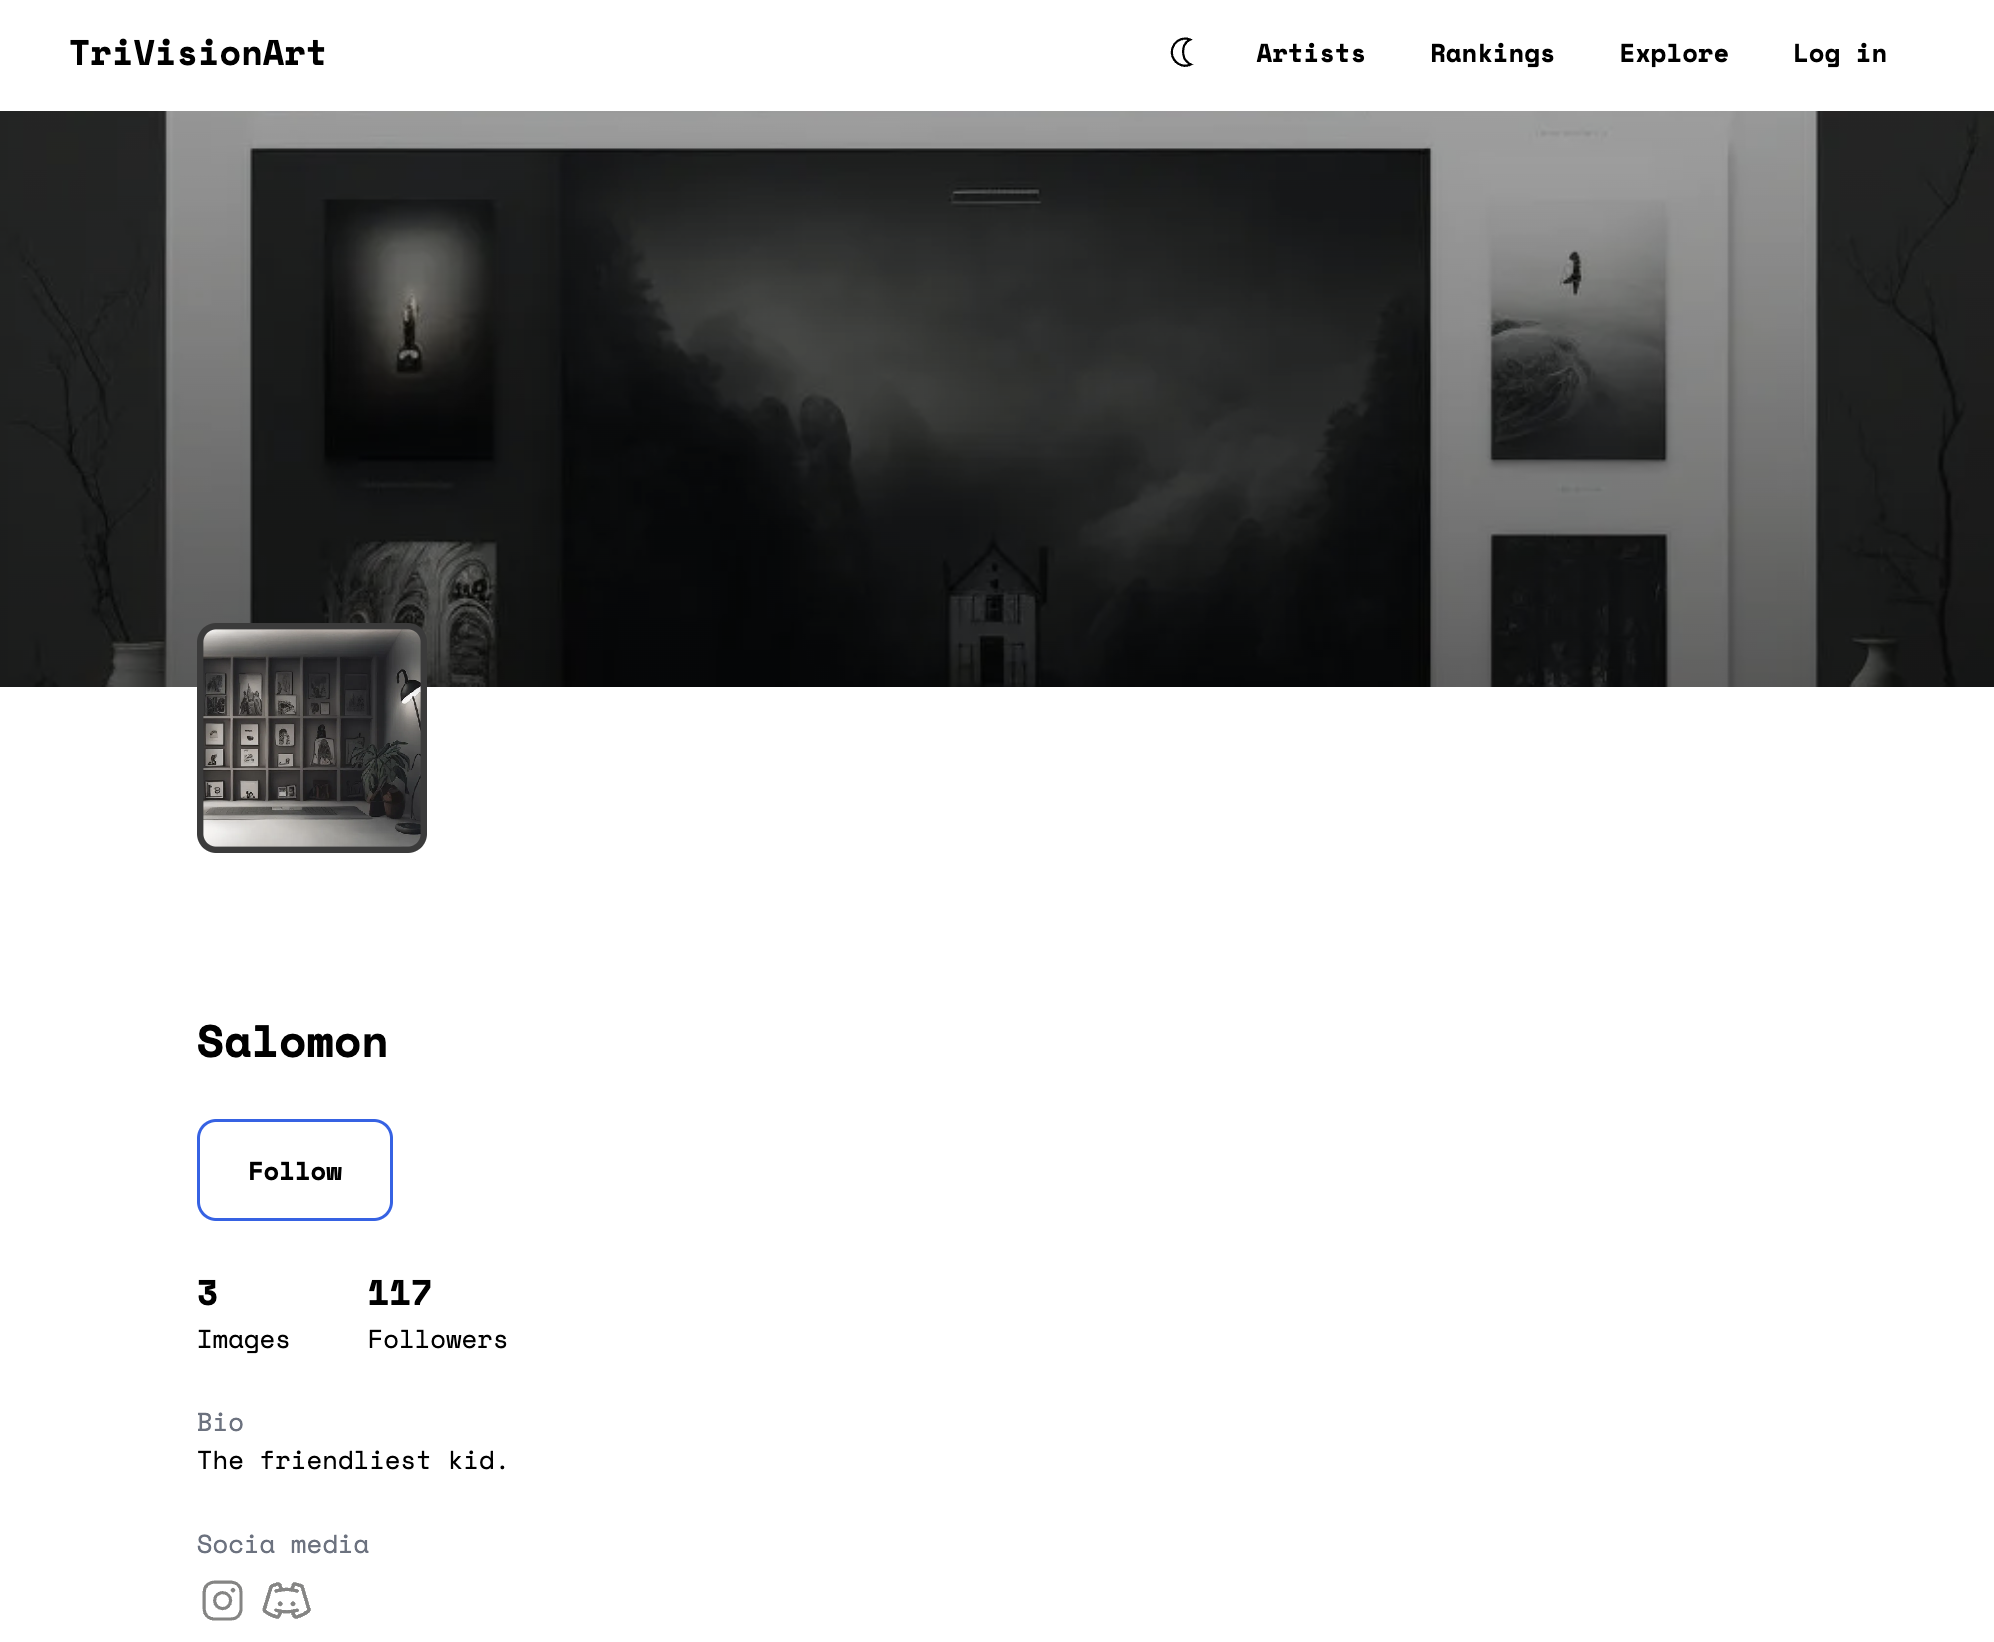 TriVisionArt
Artists Rankings Explore Log in
Salomon
Follow
3 117
Images Followers
Bio
The friendliest kid.
Socia media